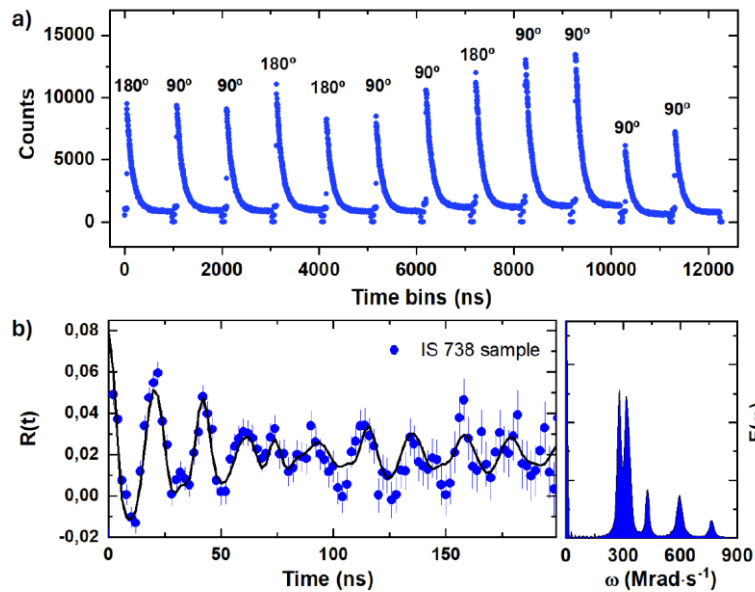 a)
Counts
15000
10000
5000
0
180º
90º
90º
180º
180º
90º
90º
180º
90º
90º
90º
90º
0
2000
4000
6000
8000
10000
12000
Time bins (ns)
b)
R(t)
0,08
0,06
0,04
0,02
0,00
-0,02
IS 738 sample
0
50
100
150
Time (ns)
0
300
600
900
ω (Mrad·s⁻¹)